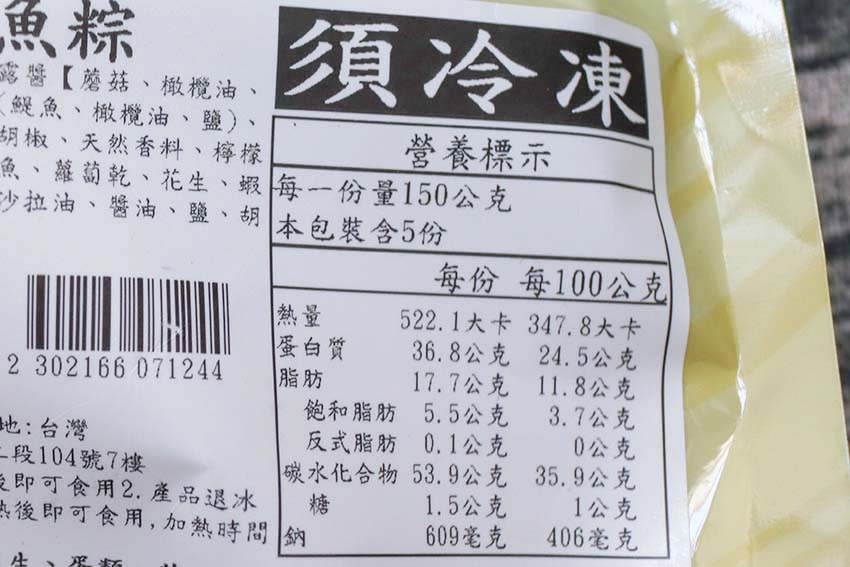 魚粽
露醬【蘑菇、橄欖油、
(鯷魚、橄欖油、鹽)、
胡椒、天然香料、檸檬
魚、蘿蔔乾、花生、蝦
沙拉油、醬油、鹽、胡
2 302166 071244
地:台灣
二段104號7樓
後即可食用2.產品退冰
熱後即可食用,加熱時間
生、蛋類、
須冷凍
營養標示
每一份量150公克
本包裝含5份
每份 每100公克
熱量 522.1大卡 347.8大卡
蛋白質 36.8公克 24.5公克
脂肪 17.7公克 11.8公克
飽和脂肪 5.5公克 3.7公克
反式脂肪 0.1公克 0公克
碳水化合物 53.9公克 35.9公克
糖 1.5公克 1公克
鈉 609毫克 406毫克